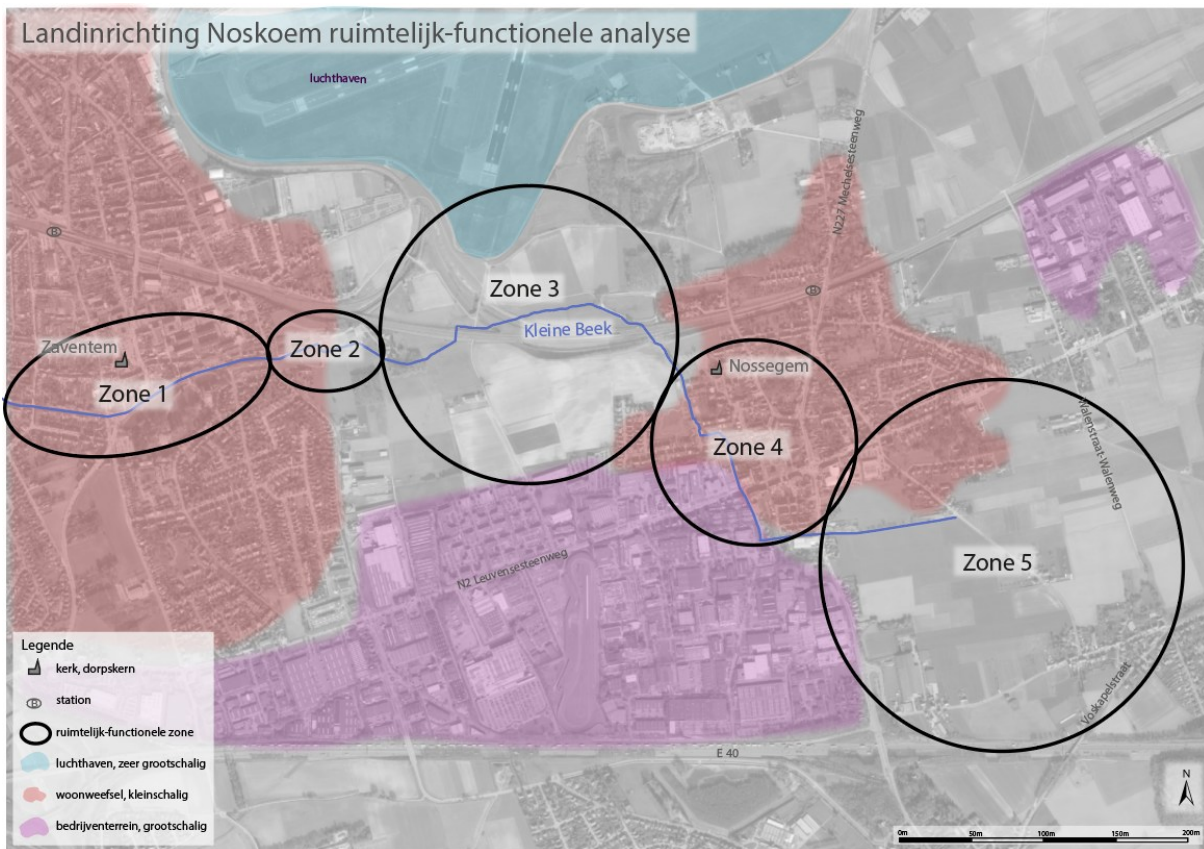 Landinrichting Noskoem ruimtelijk-functionele analyse
luchthaven
N227 Mechelsesteenweg
B
B
Zone 3
Kleine Beek
Zaventem
Zone 2
Zone 1
Nossegem
Zone 4
Walenstraat-Walenweg
Zone 5
N2 Leuvensesteenweg
Voskapelstraat
E 40
Legende
kerk, dorpskern
B station
ruimtelijk-functionele zone
luchthaven, zeer grootschalig
woonweefsel, kleinschalig
bedrijventerrein, grootschalig
N
0m 50m 100m 150m 200m